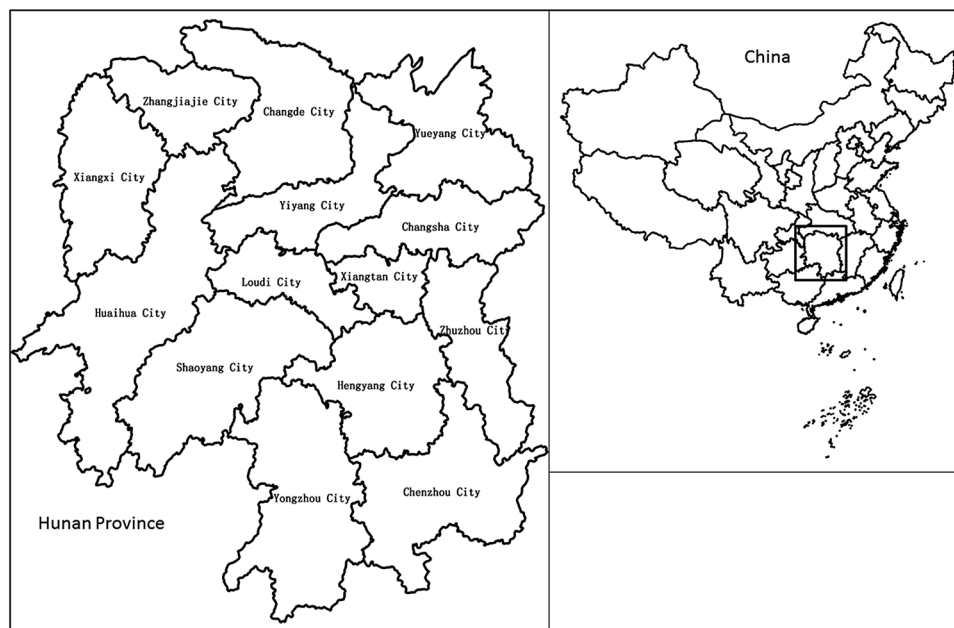 China
Zhangjiajie City
Changde City
Yueyang City
Xiangxi City
Yiyang City
Changsha City
Loudi City
Xiangtan City
Huaihua City
Zhuzhou City
Shaoyang City
Hengyang City
Yongzhou City
Chenzhou City
Hunan Province